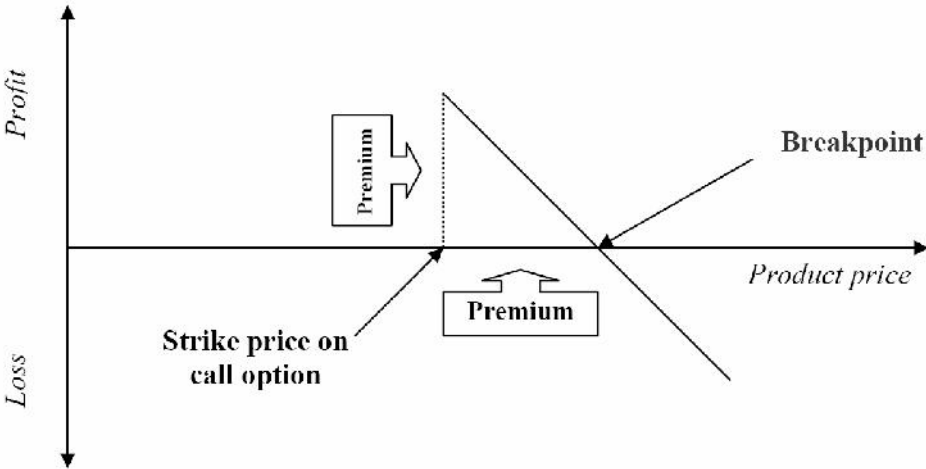 Profit
Premium
Breakpoint
Product price
Premium
Strike price on
call option
Loss